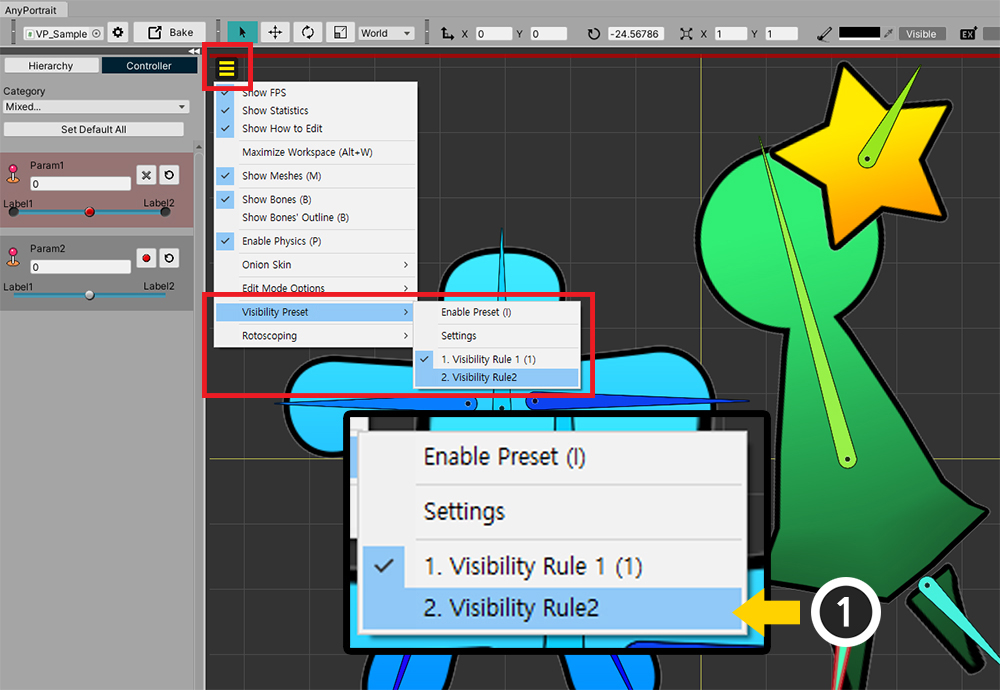 AnyPortrait
VP_Sample
Bake
World
X 0 Y 0
-24.56786
X 1 Y 1
Visible
EX
Hierarchy
Controller
Category
Mixed...
Set Default All
Param1
0
Label1
Label2
Param2
0
Label1
Label2
Show FPS
Show Statistics
Show How to Edit
Maximize Workspace (Alt+W)
Show Meshes (M)
Show Bones (B)
Show Bones' Outline (B)
Enable Physics (P)
Onion Skin
Edit Mode Options
Visibility Preset
Rotoscoping
Enable Preset (I)
Settings
1. Visibility Rule 1 (1)
2. Visibility Rule2
Enable Preset (I)
Settings
1. Visibility Rule 1 (1)
2. Visibility Rule2
1